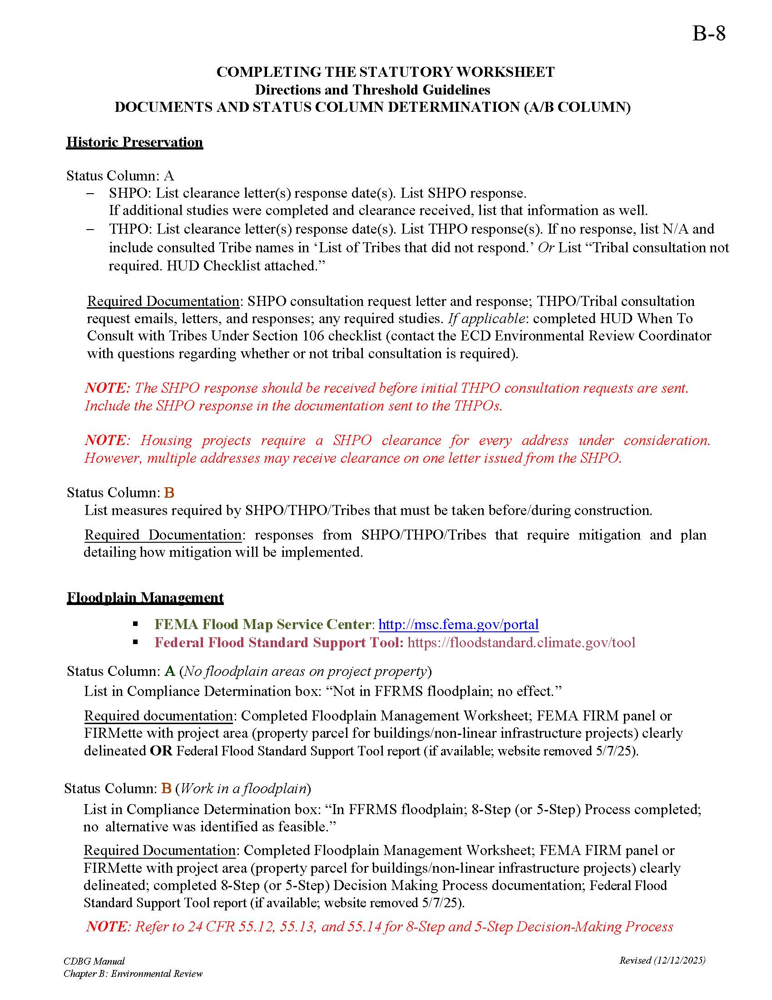 B-8
COMPLETING THE STATUTORY WORKSHEET
Directions and Threshold Guidelines
DOCUMENTS AND STATUS COLUMN DETERMINATION (A/B COLUMN)
Historic Preservation
Status Column: A
– SHPO: List clearance letter(s) response date(s). List SHPO response.
If additional studies were completed and clearance received, list that information as well.
– THPO: List clearance letter(s) response date(s). List THPO response(s). If no response, list N/A and
include consulted Tribe names in ‘List of Tribes that did not respond.’ Or List “Tribal consultation not
required. HUD Checklist attached.”
Required Documentation: SHPO consultation request letter and response; THPO/Tribal consultation
request emails, letters, and responses; any required studies. If applicable: completed HUD When To
Consult with Tribes Under Section 106 checklist (contact the ECD Environmental Review Coordinator
with questions regarding whether or not tribal consultation is required).
NOTE: The SHPO response should be received before initial THPO consultation requests are sent.
Include the SHPO response in the documentation sent to the THPOs.
NOTE: Housing projects require a SHPO clearance for every address under consideration.
However, multiple addresses may receive clearance on one letter issued from the SHPO.
Status Column: B
List measures required by SHPO/THPO/Tribes that must be taken before/during construction.
Required Documentation: responses from SHPO/THPO/Tribes that require mitigation and plan
detailing how mitigation will be implemented.
Floodplain Management
▪ FEMA Flood Map Service Center: http://msc.fema.gov/portal
▪ Federal Flood Standard Support Tool: https://floodstandard.climate.gov/tool
Status Column: A (No floodplain areas on project property)
List in Compliance Determination box: “Not in FFRMS floodplain; no effect.”
Required documentation: Completed Floodplain Management Worksheet; FEMA FIRM panel or
FIRMette with project area (property parcel for buildings/non-linear infrastructure projects) clearly
delineated OR Federal Flood Standard Support Tool report (if available; website removed 5/7/25).
Status Column: B (Work in a floodplain)
List in Compliance Determination box: “In FFRMS floodplain; 8-Step (or 5-Step) Process completed;
no alternative was identified as feasible.”
Required Documentation: Completed Floodplain Management Worksheet; FEMA FIRM panel or
FIRMette with project area (property parcel for buildings/non-linear infrastructure projects) clearly
delineated; completed 8-Step (or 5-Step) Decision Making Process documentation; Federal Flood
Standard Support Tool report (if available; website removed 5/7/25).
NOTE: Refer to 24 CFR 55.12, 55.13, and 55.14 for 8-Step and 5-Step Decision-Making Process
CDBG Manual
Chapter B: Environmental Review
Revised (12/12/2025)